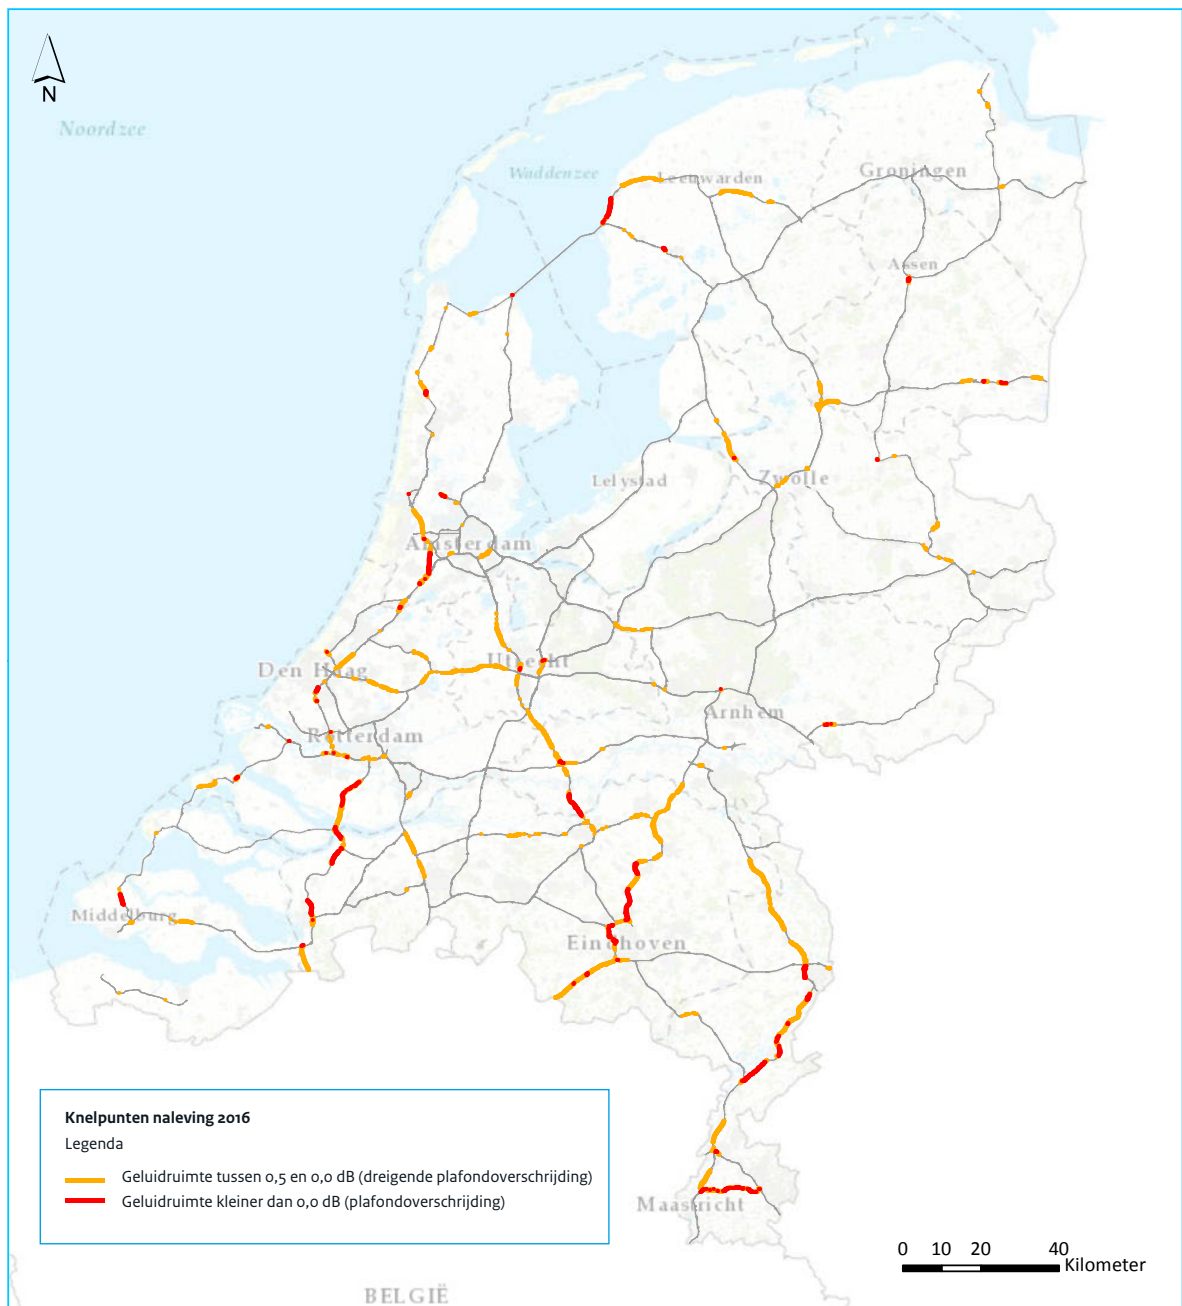 N
Noordzee
Waddenzee
Leeuwarden
Groningen
Assen
Lelystad
Zwolle
Amsterdam
Utrecht
Den Haag
Arnhem
Rotterdam
Middelburg
Eindhoven
Maastricht
BELGIË
Knelpunten naleving 2016
Legenda
Geluidruimte tussen 0,5 en 0,0 dB (dreigende plafondoverschrijding)
Geluidruimte kleiner dan 0,0 dB (plafondoverschrijding)
0 10 20 40
Kilometer